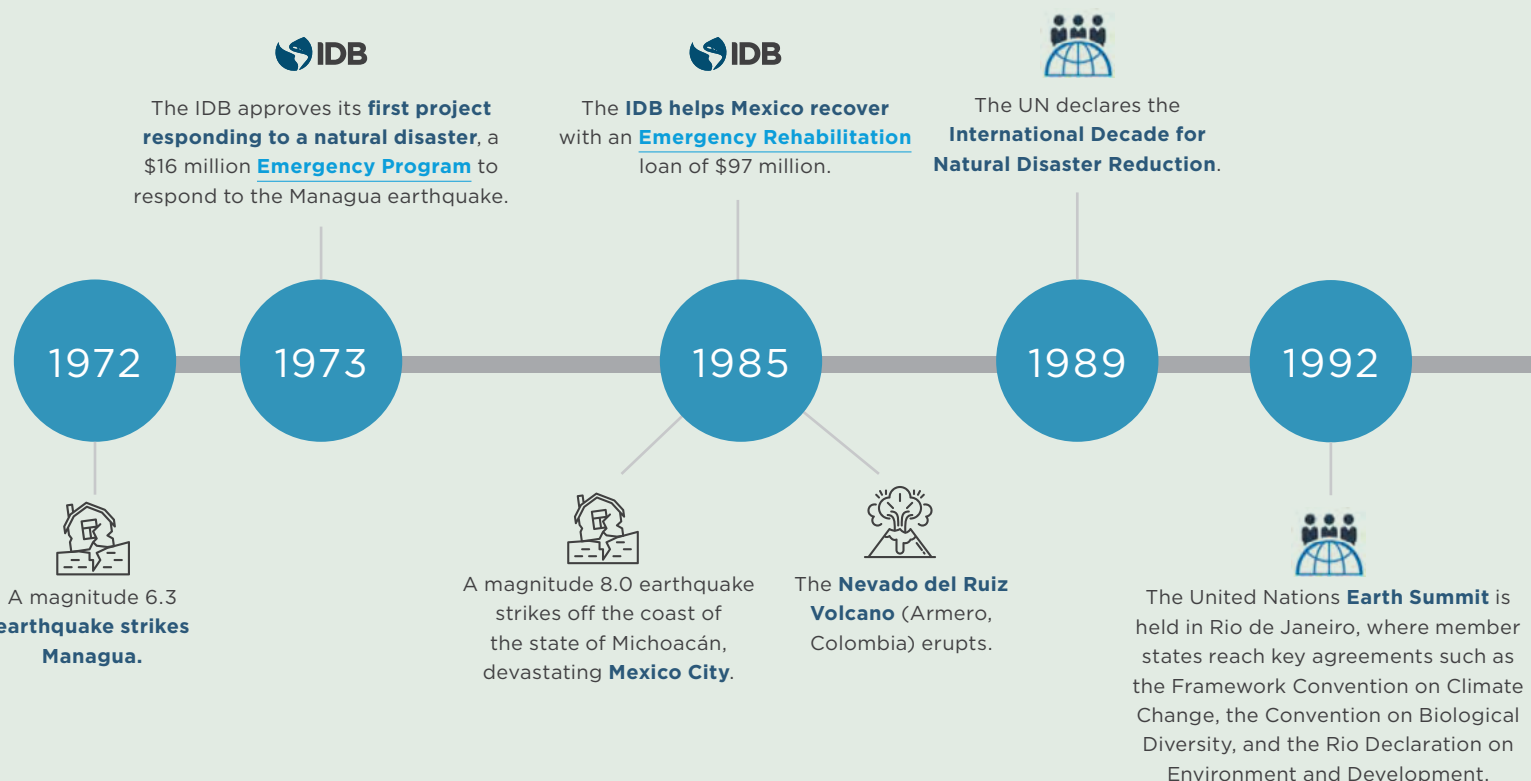 IDB
The IDB approves its first project
responding to a natural disaster, a
$16 million Emergency Program to
respond to the Managua earthquake.
IDB
The IDB helps Mexico recover
with an Emergency Rehabilitation
loan of $97 million.
The UN declares the
International Decade for
Natural Disaster Reduction.
1972
1973
1985
1989
1992
A magnitude 6.3
earthquake strikes
Managua.
A magnitude 8.0 earthquake
strikes off the coast of
the state of Michoacán,
devastating Mexico City.
The Nevado del Ruiz
Volcano (Armero,
Colombia) erupts.
The United Nations Earth Summit is
held in Rio de Janeiro, where member
states reach key agreements such as
the Framework Convention on Climate
Change, the Convention on Biological
Diversity, and the Rio Declaration on
Environment and Development.